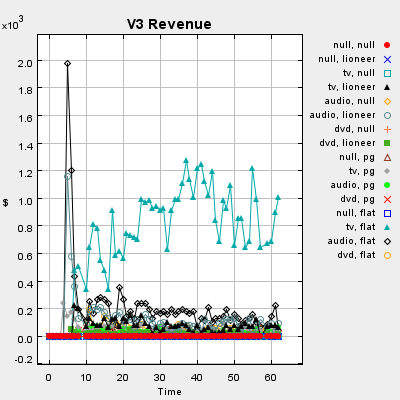 V3 Revenue
x10³
$
2.0
1.8
1.6
1.4
1.2
1.0
0.8
0.6
0.4
0.2
0.0
-0.2
0 10 20 30 40 50 60
Time
null, null
null, lioneer
tv, null
tv, lioneer
audio, null
audio, lioneer
dvd, null
dvd, lioneer
null, pg
tv, pg
audio, pg
dvd, pg
null, flat
tv, flat
audio, flat
dvd, flat